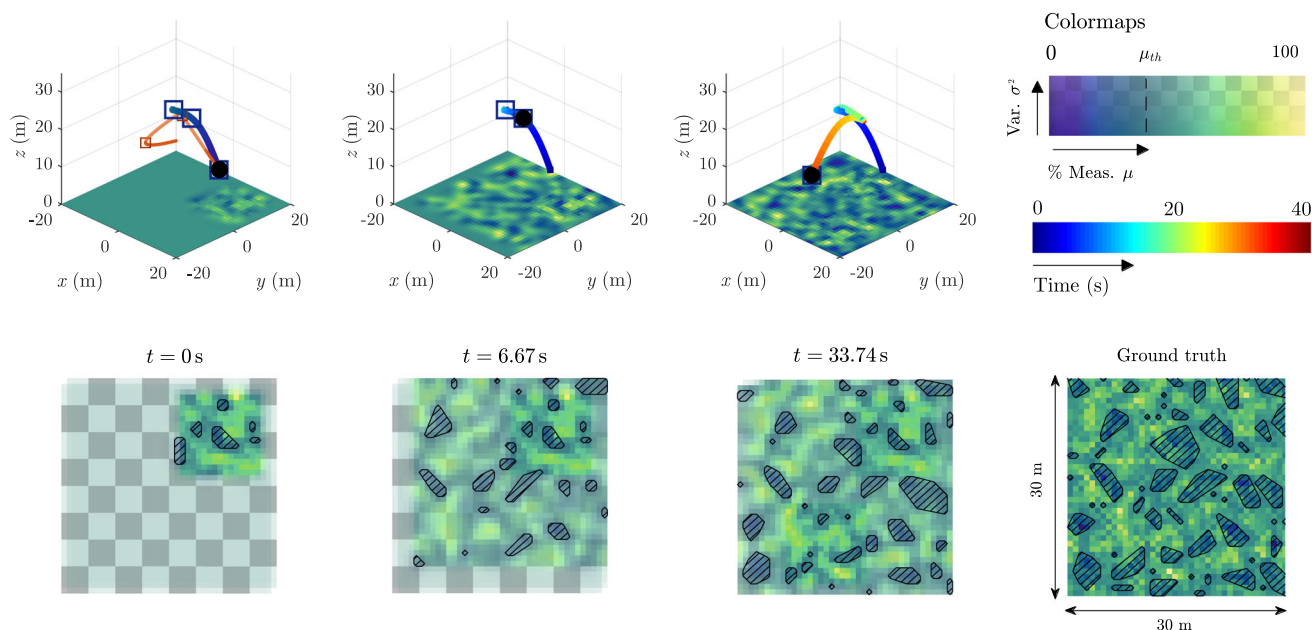 Colormaps
0 μth 100
Var. σ²
% Meas. μ
0 20 40
Time (s)
z (m)
30
20
10
0
-20
0
20
x (m)
-20
0
20
y (m)
z (m)
30
20
10
0
-20
0
20
x (m)
-20
0
20
y (m)
z (m)
30
20
10
0
-20
0
20
x (m)
-20
0
20
y (m)
t = 0 s
t = 6.67 s
t = 33.74 s
Ground truth
30 m
30 m